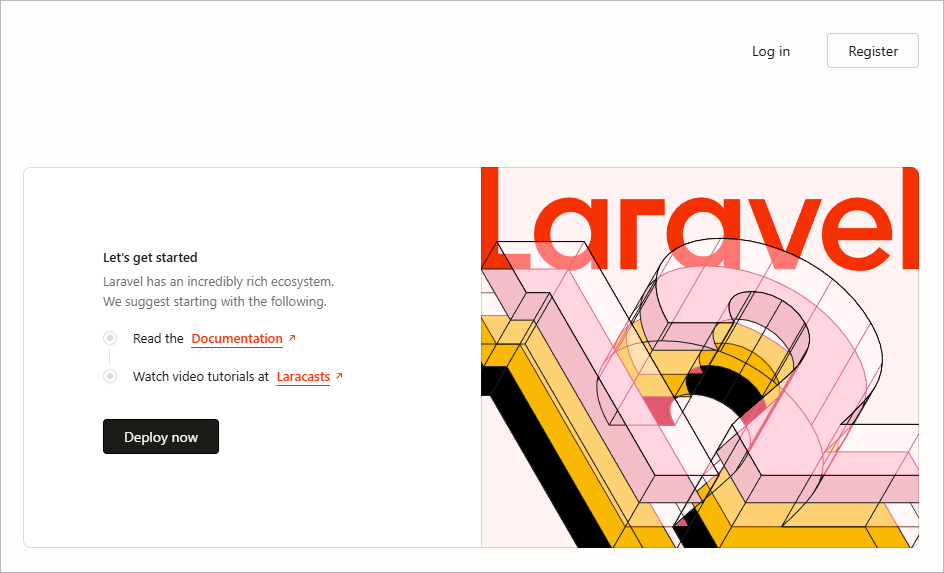 Log in
Register
Laravel
Let's get started
Laravel has an incredibly rich ecosystem.
We suggest starting with the following.
Read the Documentation
Watch video tutorials at Laracasts
Deploy now